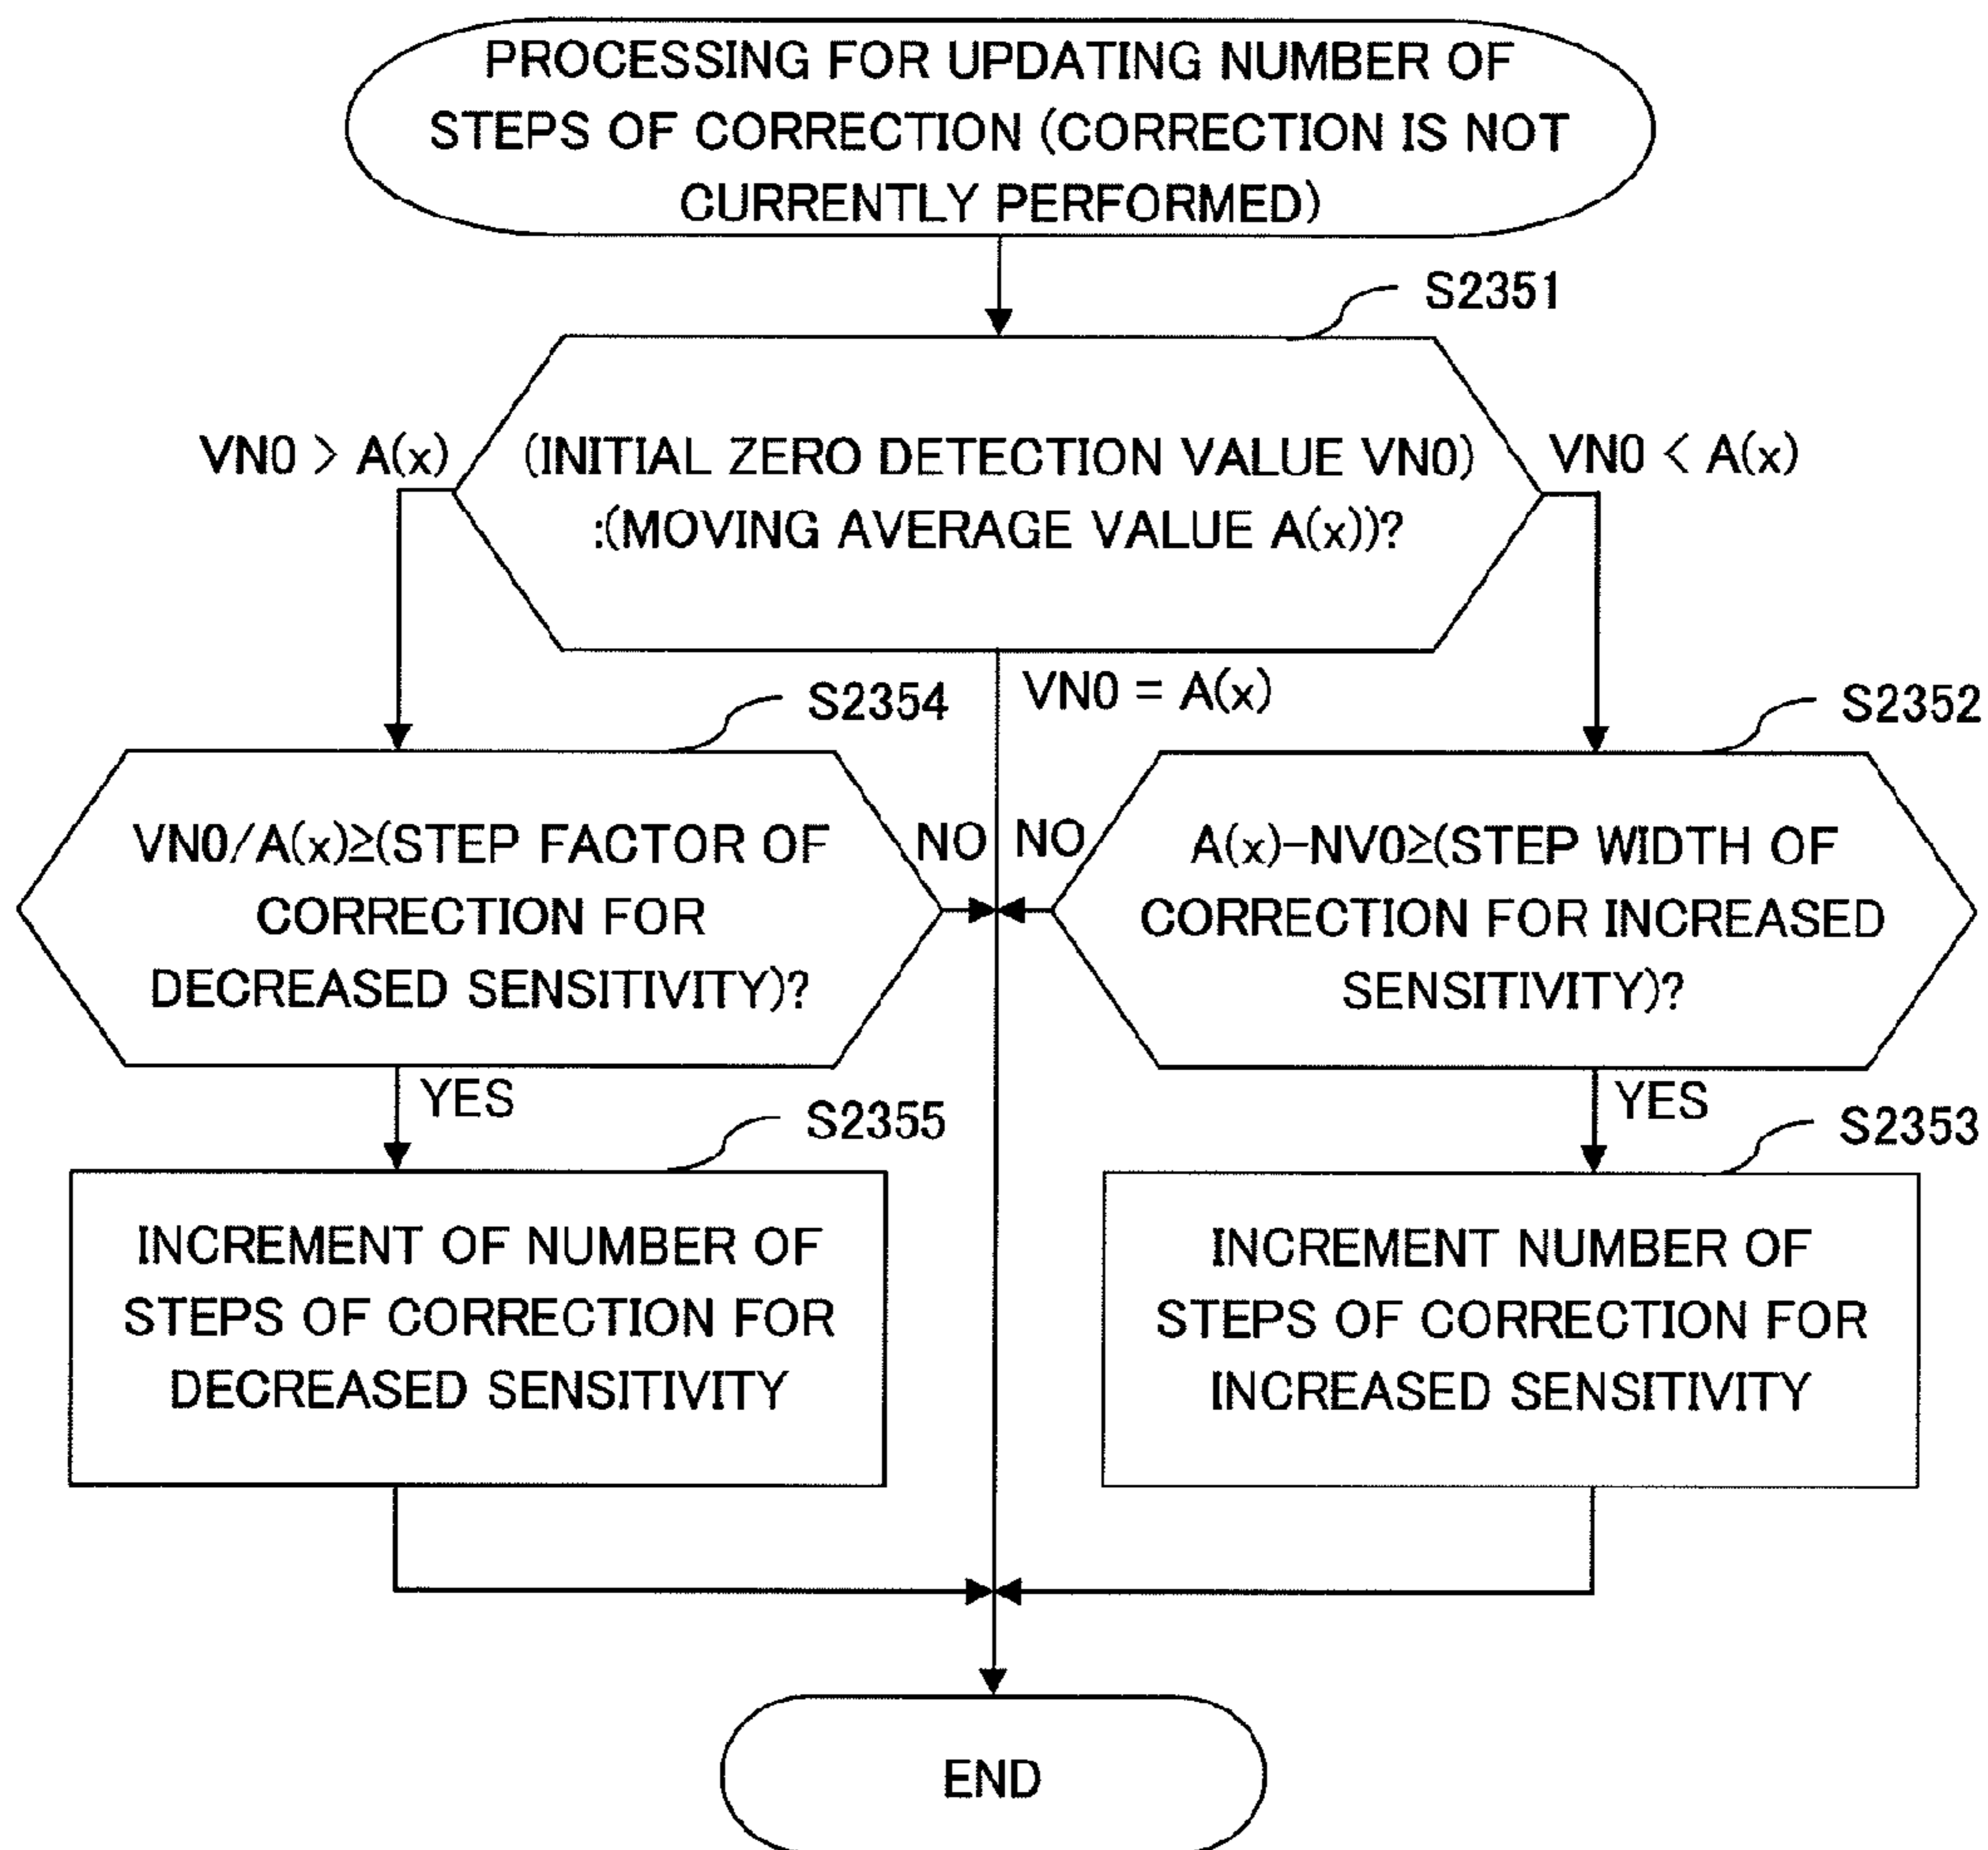 PROCESSING FOR UPDATING NUMBER OF
STEPS OF CORRECTION (CORRECTION IS NOT
CURRENTLY PERFORMED)
S2351
VN0 > A(x)
(INITIAL ZERO DETECTION VALUE VN0)
:(MOVING AVERAGE VALUE A(x))?
VN0 < A(x)
VN0 = A(x)
S2354
VN0/A(x)≥(STEP FACTOR OF
CORRECTION FOR
DECREASED SENSITIVITY)?
NO
NO
S2352
A(x)-NV0≥(STEP WIDTH OF
CORRECTION FOR INCREASED
SENSITIVITY)?
YES
S2355
INCREMENT OF NUMBER OF
STEPS OF CORRECTION FOR
DECREASED SENSITIVITY
YES
S2353
INCREMENT NUMBER OF
STEPS OF CORRECTION FOR
INCREASED SENSITIVITY
END